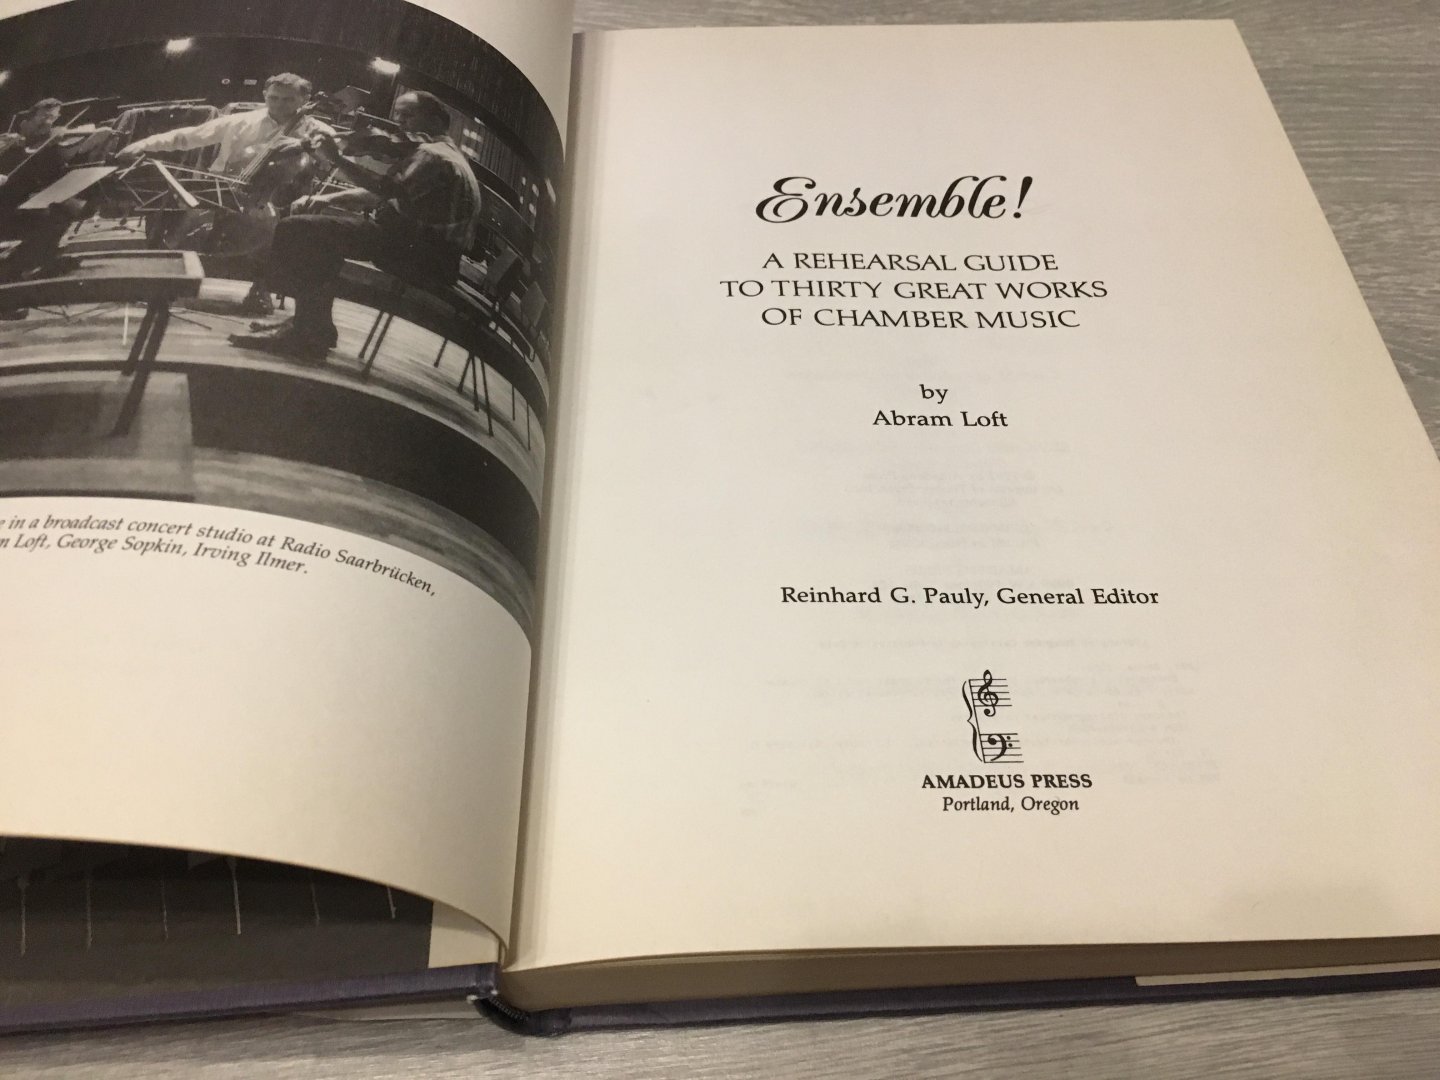 in a broadcast concert studio at Radio Saarbrücken,
Loft, George Sopkin, Irving Ilmer.
Ensemble!
A REHEARSAL GUIDE
TO THIRTY GREAT WORKS
OF CHAMBER MUSIC
by
Abram Loft
Reinhard G. Pauly, General Editor
AMADEUS PRESS
Portland, Oregon